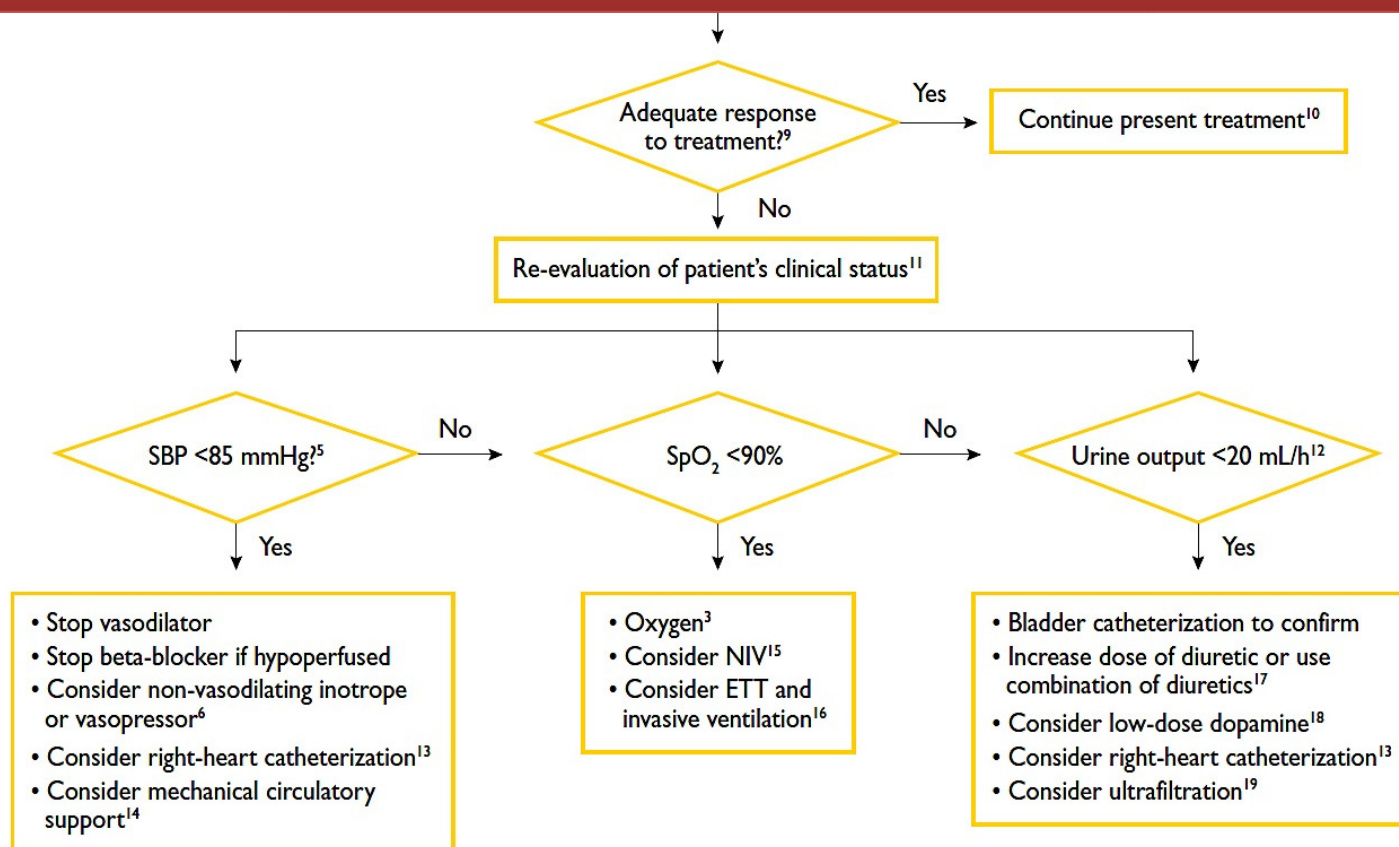 Adequate response
to treatment?⁹
Yes
Continue present treatment¹⁰
No
Re-evaluation of patient’s clinical status¹¹
SBP <85 mmHg?⁵
No
SpO₂ <90%
No
Urine output <20 mL/h¹²
Yes
Yes
Yes
• Stop vasodilator
• Stop beta-blocker if hypoperfused
• Consider non-vasodilating inotrope
or vasopressor⁶
• Consider right-heart catheterization¹³
• Consider mechanical circulatory
support¹⁴
• Oxygen³
• Consider NIV¹⁵
• Consider ETT and
invasive ventilation¹⁶
• Bladder catheterization to confirm
• Increase dose of diuretic or use
combination of diuretics¹⁷
• Consider low-dose dopamine¹⁸
• Consider right-heart catheterization¹³
• Consider ultrafiltration¹⁹